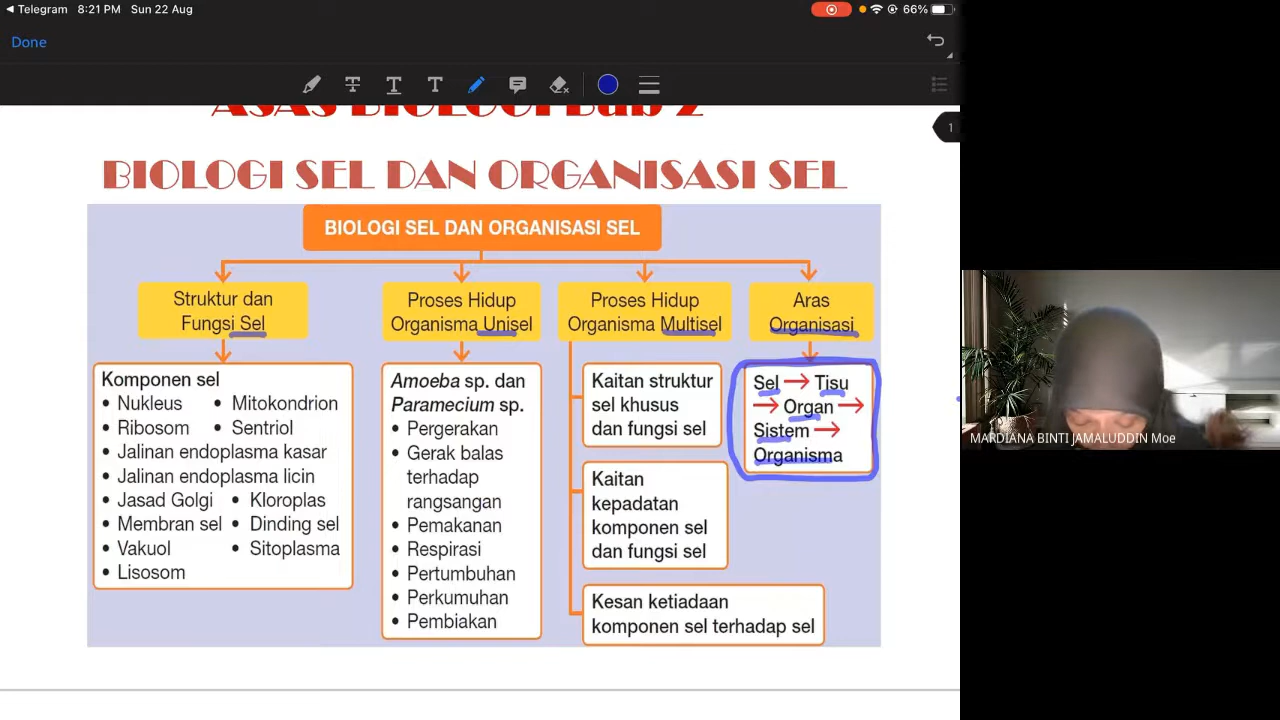 Telegram 8:21 PM Sun 22 Aug
66%
Done
T T T
1
ASAS BIOLOGI Bab 2
BIOLOGI SEL DAN ORGANISASI SEL
BIOLOGI SEL DAN ORGANISASI SEL
Struktur dan
Fungsi Sel
Komponen sel
• Nukleus • Mitokondrion
• Ribosom • Sentriol
• Jalinan endoplasma kasar
• Jalinan endoplasma licin
• Jasad Golgi • Kloroplas
• Membran sel • Dinding sel
• Vakuol • Sitoplasma
• Lisosom
Proses Hidup
Organisma Unisel
Amoeba sp. dan
Paramecium sp.
• Pergerakan
• Gerak balas
terhadap
rangsangan
• Pemakanan
• Respirasi
• Pertumbuhan
• Perkumuhan
• Pembiakan
Proses Hidup
Organisma Multisel
Kaitan struktur
sel khusus
dan fungsi sel
Kaitan
kepadatan
komponen sel
dan fungsi sel
Kesan ketiadaan
komponen sel terhadap sel
Aras
Organisasi
Sel → Tisu
→ Organ →
Sistem →
Organisma
MARDIANA BINTI JAMALUDDIN Moe